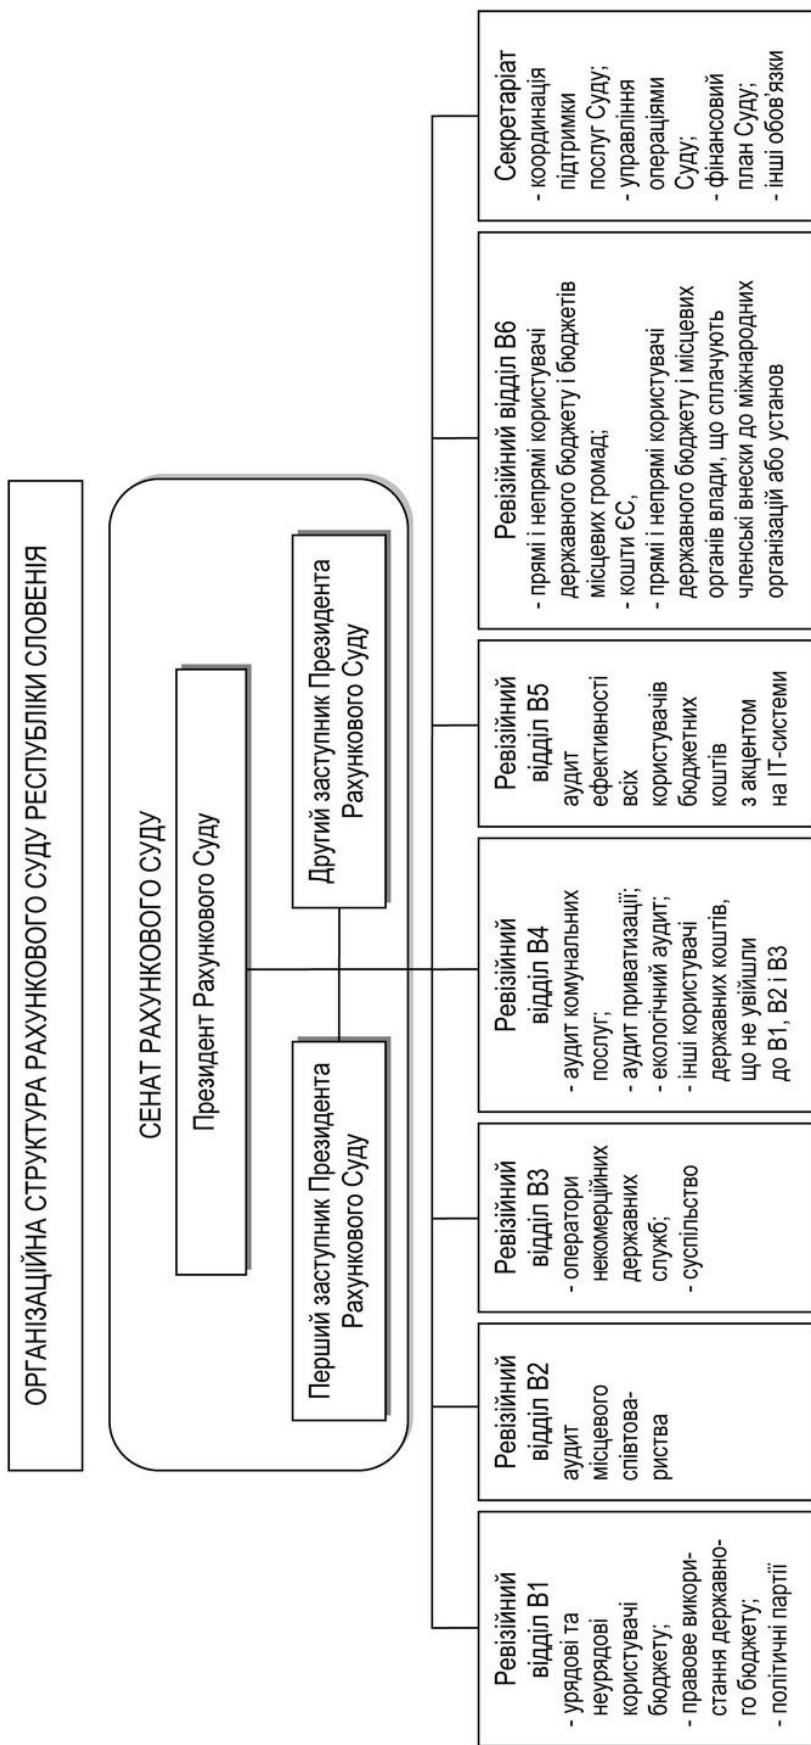 ОРГАНІЗАЦІЙНА СТРУКТУРА РАХУНКОВОГО СУДУ РЕСПУБЛІКИ СЛОВЕНІЯ
СЕНАТ РАХУНКОВОГО СУДУ
Президент Рахункового Суду
Перший заступник Президента
Рахункового Суду
Другий заступник Президента
Рахункового Суду
Ревізійний
відділ В1
- урядові та
неурядові
користувачі
бюджету;
- правове викори-
стання державно-
го бюджету;
- політичні партії
Ревізійний
відділ В2
аудит
місцевого
співтова-
риства
Ревізійний
відділ В3
- оператори
некомерційних
державних
служб;
- суспільство
Ревізійний
відділ В4
- аудит комунальних
послуг;
- аудит приватизації;
- екологічний аудит;
- інші користувачі
державних коштів,
що не увійшли
до В1, В2 і В3
Ревізійний
відділ В5
аудит
ефективності
всіх
користувачів
бюджетних
коштів
з акцентом
на ІТ-системи
Ревізійний відділ В6
- прямі і непрямі користувачі
державного бюджету і бюджетів
місцевих громад;
- кошти ЄС,
- прямі і непрямі користувачі
державного бюджету і місцевих
органів влади, що сплачують
членські внески до міжнародних
організацій або установ
Секретаріат
- координація
підтримки
послуг Суду;
- управління
операціями
Суду;
- фінансовий
план Суду;
- інші обов’язки